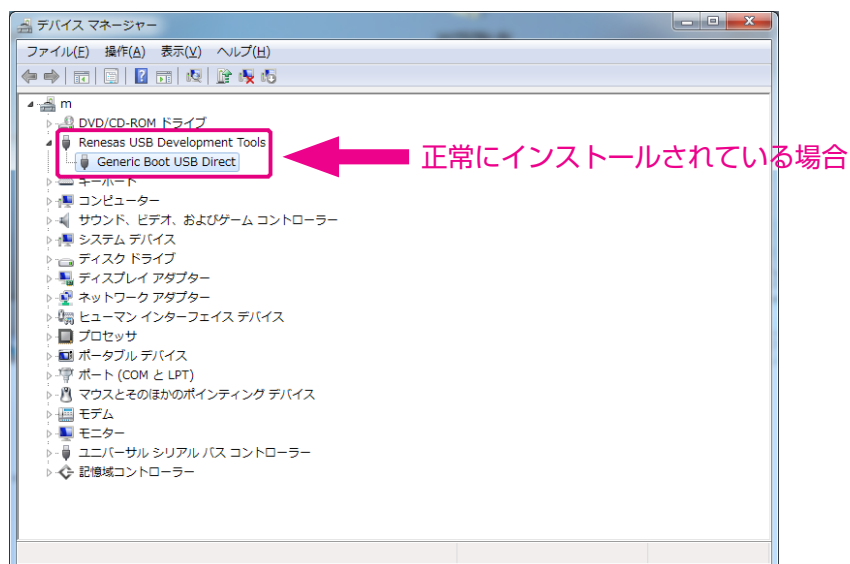 デバイス マネージャー
ファイル(F) 操作(A) 表示(V) ヘルプ(H)
m
DVD/CD-ROM ドライブ
Renesas USB Development Tools
Generic Boot USB Direct
正常にインストールされている場合
キーボード
コンピューター
サウンド、ビデオ、およびゲーム コントローラー
システム デバイス
ディスク ドライブ
ディスプレイ アダプター
ネットワーク アダプター
ヒューマン インターフェイス デバイス
プロセッサ
ポータブル デバイス
ポート (COM と LPT)
マウスとそのほかのポインティング デバイス
モデム
モニター
ユニバーサル シリアル バス コントローラー
記憶域コントローラー